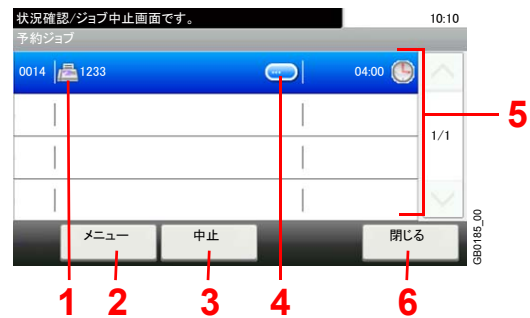 状況確認/ジョブ中止画面です。 10:10
予約ジョブ
0014 1233 ... 04:00
5
1/1
メニュー 中止 閉じる
GB0185_00
1 2 3 4 6